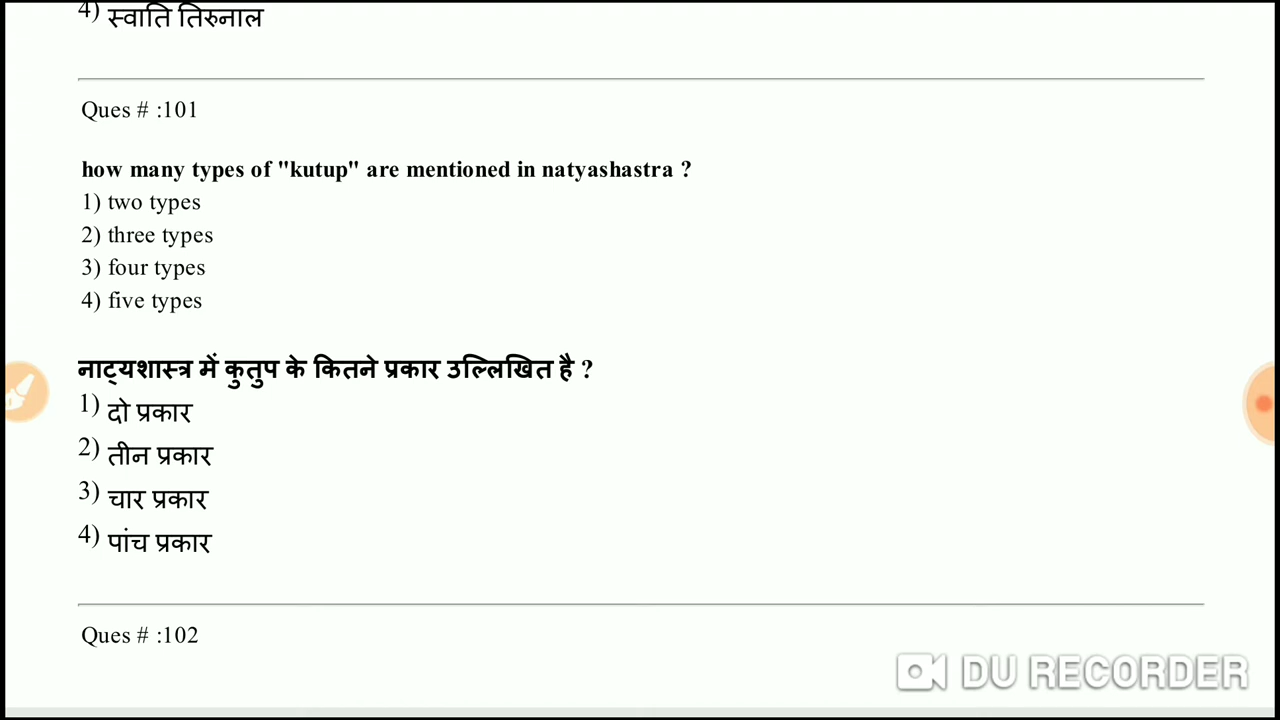 4) स्वाति तिरुनाल
Ques # :101
how many types of "kutup" are mentioned in natyashastra ?
1) two types
2) three types
3) four types
4) five types
नाट्यशास्त्र में कुतुप के कितने प्रकार उल्लिखित है ?
1) दो प्रकार
2) तीन प्रकार
3) चार प्रकार
4) पांच प्रकार
Ques # :102
DU RECORDER